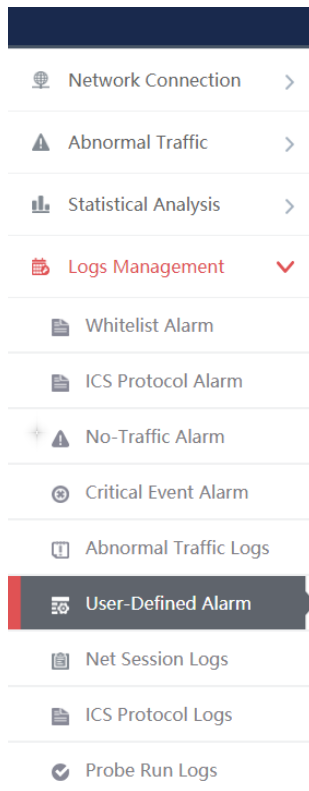 Network Connection
Abnormal Traffic
Statistical Analysis
Logs Management
Whitelist Alarm
ICS Protocol Alarm
No-Traffic Alarm
Critical Event Alarm
Abnormal Traffic Logs
User-Defined Alarm
Net Session Logs
ICS Protocol Logs
Probe Run Logs